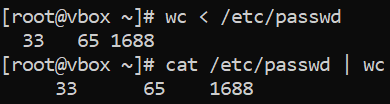 [root@vbox ~]# wc < /etc/passwd
  33   65 1688
[root@vbox ~]# cat /etc/passwd | wc
     33      65    1688